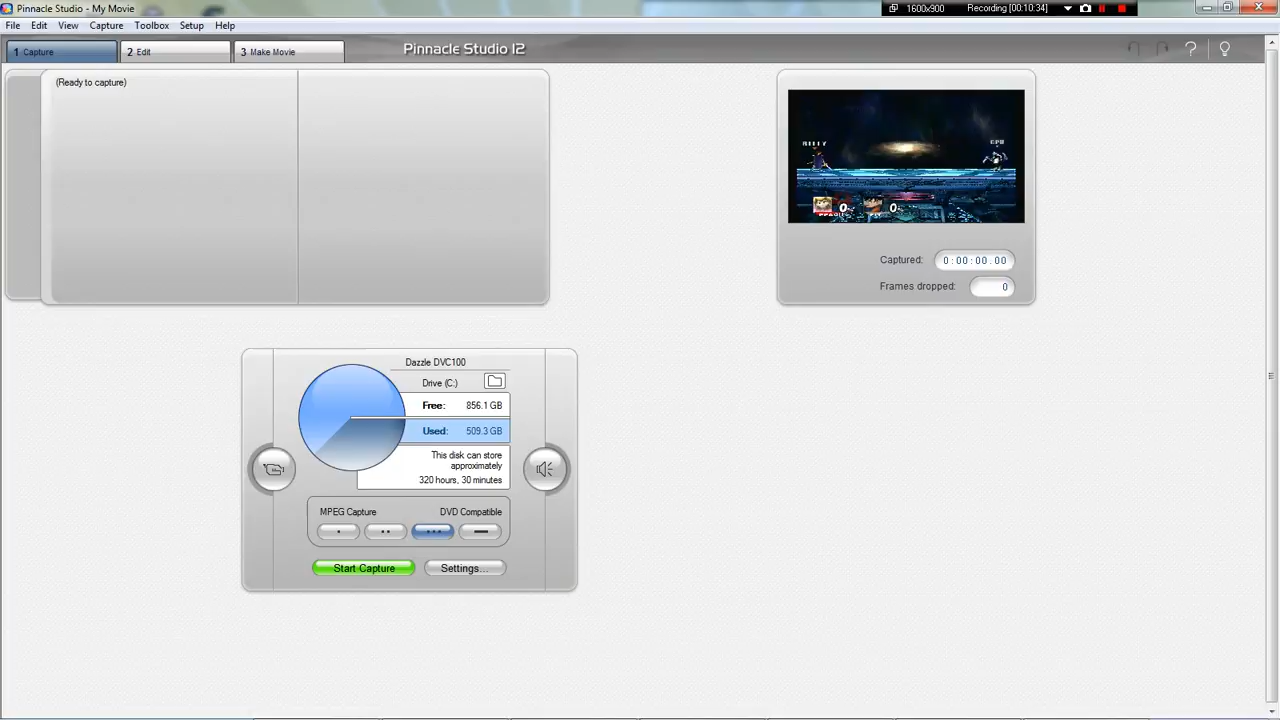 Pinnacle Studio - My Movie
1600x900
Recording [00:10:34]
File Edit View Capture Toolbox Setup Help
1 Capture
2 Edit
3 Make Movie
Pinnacle Studio 12
(Ready to capture)
CPU
0
0
Captured: 0:00:00.00
Frames dropped: 0
Dazzle DVC100
Drive (C:)
Free: 856.1 GB
Used: 509.3 GB
This disk can store
approximately
320 hours, 30 minutes
MPEG Capture
DVD Compatible
Start Capture
Settings...